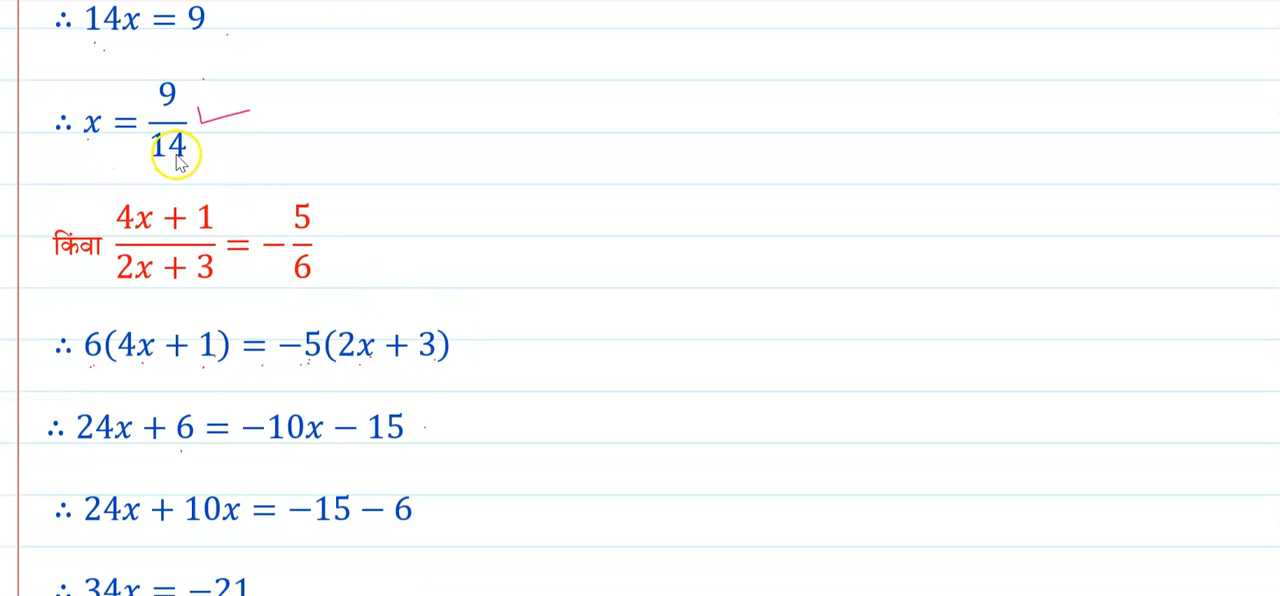 ∴ 14x = 9
∴ x = 9/14
किंवा (4x + 1)/(2x + 3) = − 5/6
∴ 6(4x + 1) = −5(2x + 3)
∴ 24x + 6 = −10x − 15
∴ 24x + 10x = −15 − 6
∴ 34x = −21